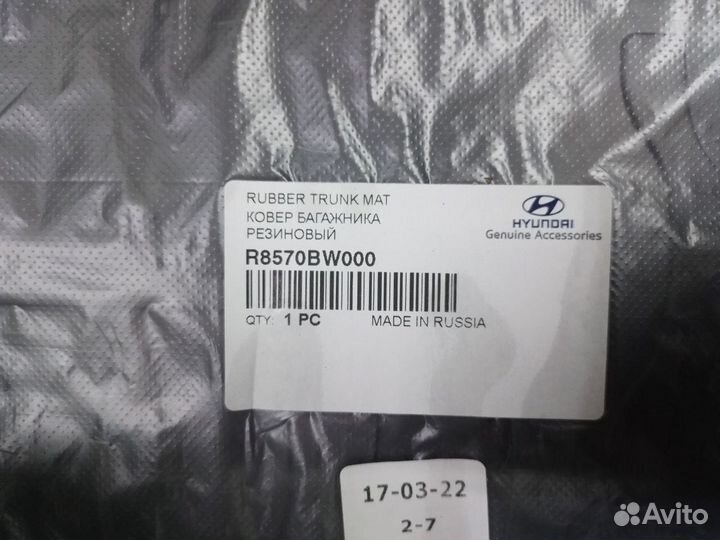 RUBBER TRUNK MAT
КОВЕР БАГАЖНИКА
РЕЗИНОВЫЙ
R8570BW000
QTY: 1 PC MADE IN RUSSIA
HYUNDAI
Genuine Accessories
17-03-22
2-7
Avito